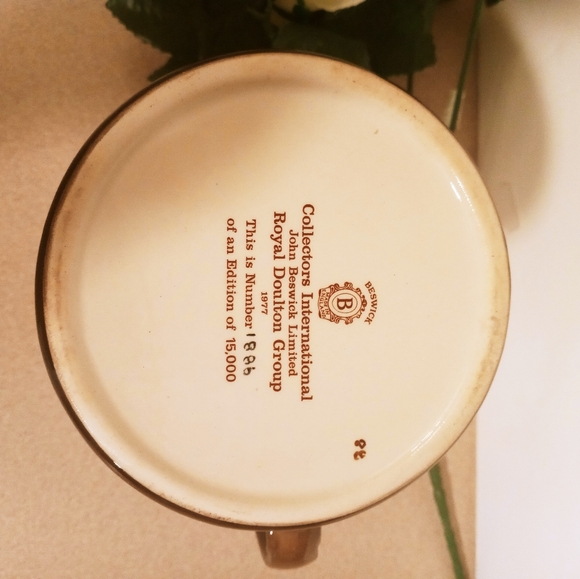 BESWICK
B
Collectors International
John Beswick Limited
Royal Doulton Group
1977
This is Number 1886
of an Edition of 15,000